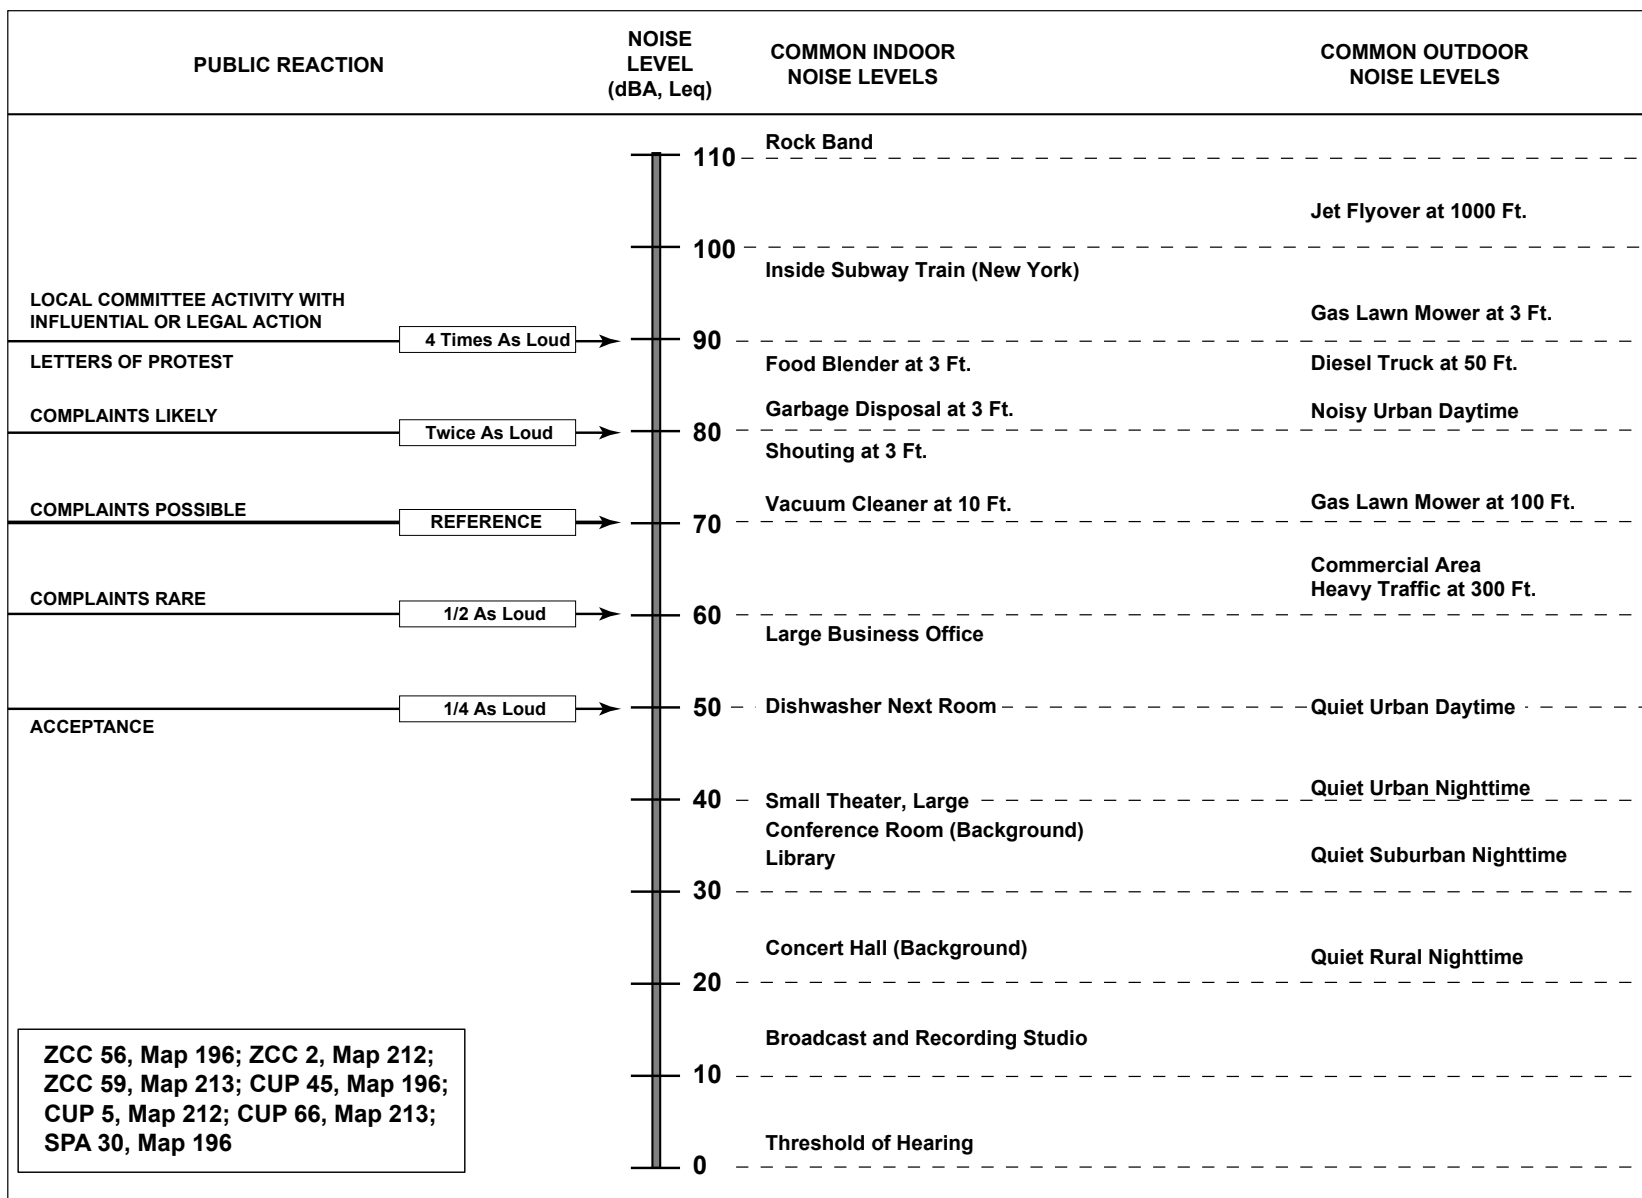 PUBLIC REACTION
NOISE
LEVEL
(dBA, Leq)
COMMON INDOOR
NOISE LEVELS
COMMON OUTDOOR
NOISE LEVELS
Rock Band
110
Jet Flyover at 1000 Ft.
100
Inside Subway Train (New York)
LOCAL COMMITTEE ACTIVITY WITH
INFLUENTIAL OR LEGAL ACTION
Gas Lawn Mower at 3 Ft.
4 Times As Loud
90
LETTERS OF PROTEST
Food Blender at 3 Ft.
Diesel Truck at 50 Ft.
COMPLAINTS LIKELY
Garbage Disposal at 3 Ft.
Noisy Urban Daytime
Twice As Loud
80
Shouting at 3 Ft.
COMPLAINTS POSSIBLE
Vacuum Cleaner at 10 Ft.
Gas Lawn Mower at 100 Ft.
REFERENCE
70
Commercial Area
Heavy Traffic at 300 Ft.
COMPLAINTS RARE
1/2 As Loud
60
Large Business Office
1/4 As Loud
50
Dishwasher Next Room
Quiet Urban Daytime
ACCEPTANCE
Quiet Urban Nighttime
40
Small Theater, Large
Conference Room (Background)
Library
Quiet Suburban Nighttime
30
Concert Hall (Background)
Quiet Rural Nighttime
20
Broadcast and Recording Studio
10
Threshold of Hearing
0
ZCC 56, Map 196; ZCC 2, Map 212;
ZCC 59, Map 213; CUP 45, Map 196;
CUP 5, Map 212; CUP 66, Map 213;
SPA 30, Map 196